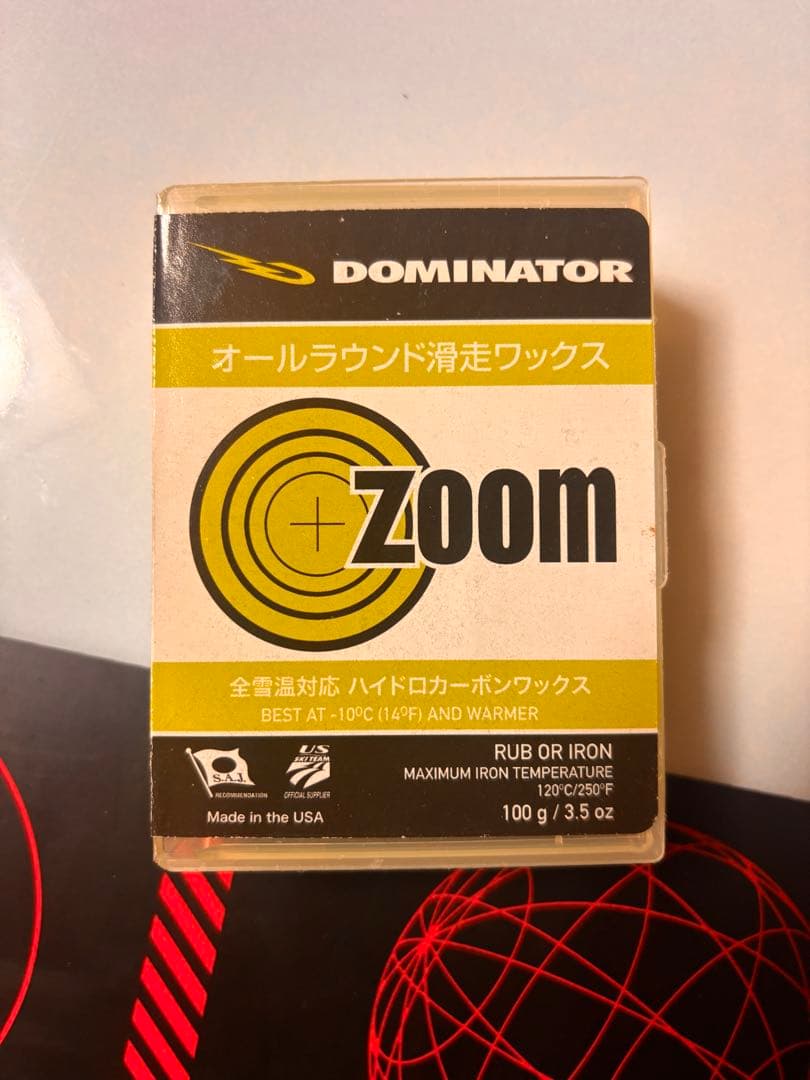 DOMINATOR
オールラウンド滑走ワックス
ZOOM
全雪温対応 ハイドロカーボンワックス
BEST AT -10ºC (14ºF) AND WARMER
S.A.J.
RECOMMENDATION
US
SKI TEAM
OFFICIAL SUPPLIER
Made in the USA
RUB OR IRON
MAXIMUM IRON TEMPERATURE
120ºC/250ºF
100 g / 3.5 oz